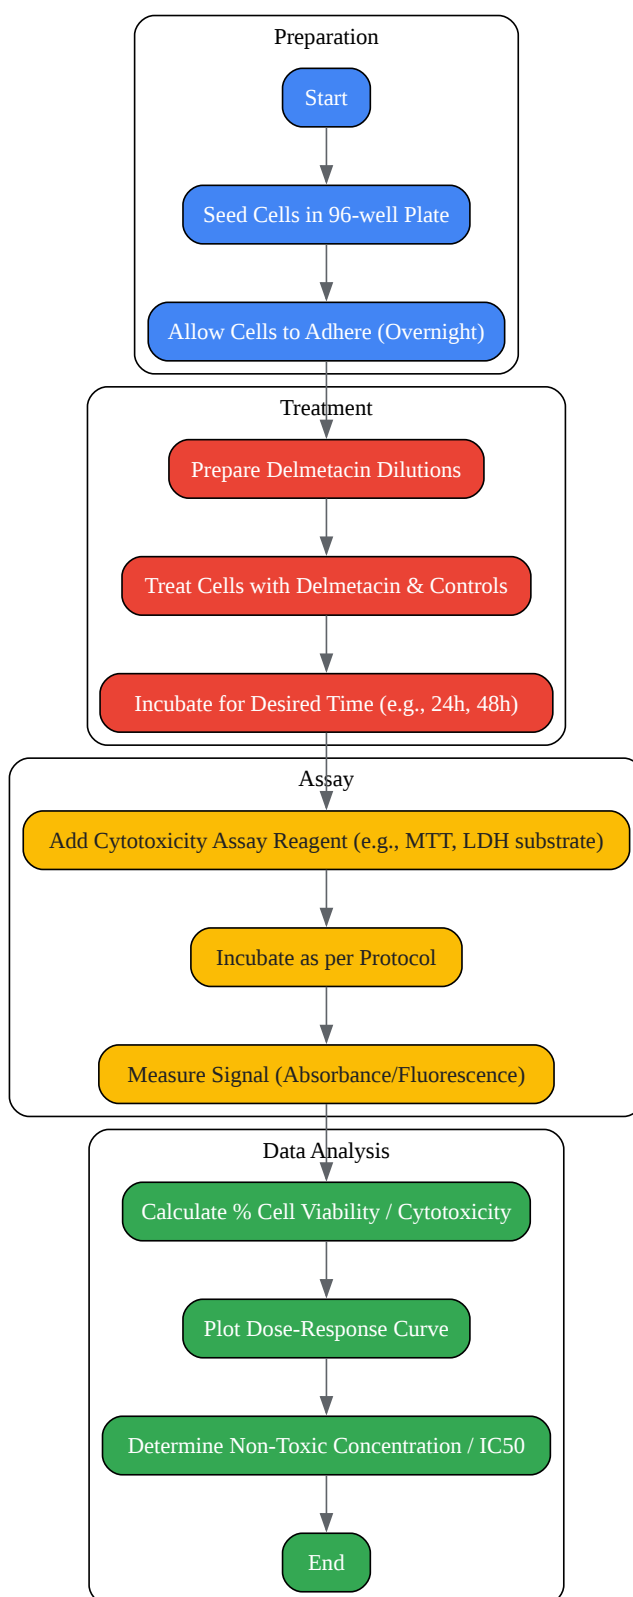 Preparation
Start
Seed Cells in 96-well Plate
Allow Cells to Adhere (Overnight)
Treatment
Prepare Delmetacin Dilutions
Treat Cells with Delmetacin & Controls
Incubate for Desired Time (e.g., 24h, 48h)
Assay
Add Cytotoxicity Assay Reagent (e.g., MTT, LDH substrate)
Incubate as per Protocol
Measure Signal (Absorbance/Fluorescence)
Data Analysis
Calculate % Cell Viability / Cytotoxicity
Plot Dose-Response Curve
Determine Non-Toxic Concentration / IC50
End